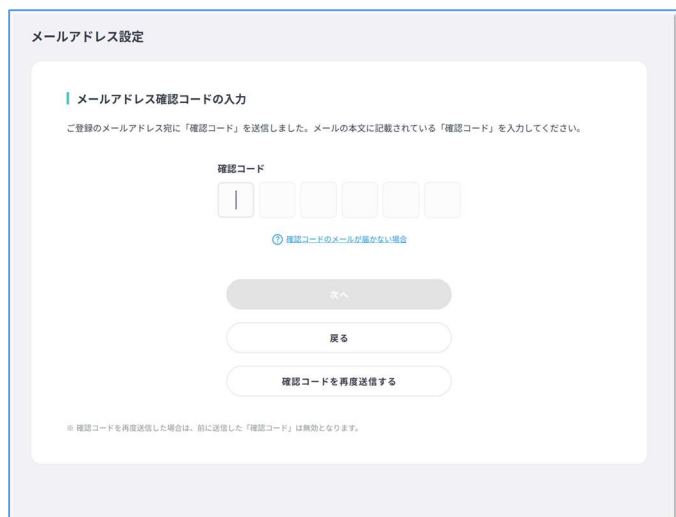 メールアドレス設定
メールアドレス確認コードの入力
ご登録のメールアドレス宛に「確認コード」を送信しました。メールの本文に記載されている「確認コード」を入力してください。
確認コード
? 確認コードのメールが届かない場合
次へ
戻る
確認コードを再度送信する
※ 確認コードを再度送信した場合は、前に送信した「確認コード」は無効となります。